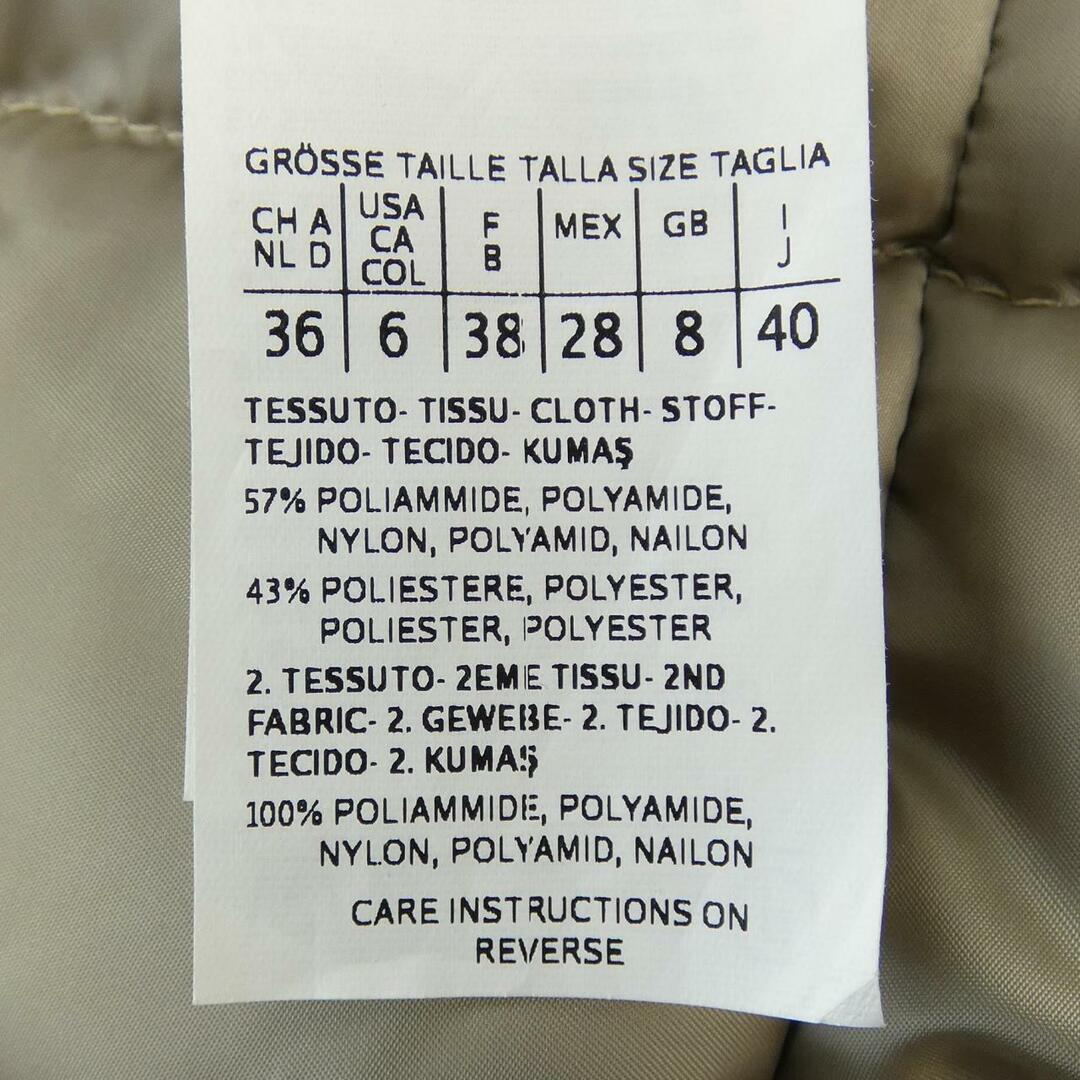 GRÖSSE TAILLE TALLA SIZE TAGLIA
CH A NL D | USA CA COL | F B | MEX | GB | I J
36 | 6 | 38 | 28 | 8 | 40
TESSUTO- TISSU- CLOTH- STOFF-
TEJIDO- TECIDO- KUMAŞ
57% POLIAMMIDE, POLYAMIDE,
NYLON, POLYAMID, NAILON
43% POLIESTERE, POLYESTER,
POLIESTER, POLYESTER
2. TESSUTO- 2EME TISSU- 2ND
FABRIC- 2. GEWEBE- 2. TEJIDO- 2.
TECIDO- 2. KUMAŞ
100% POLIAMMIDE, POLYAMIDE,
NYLON, POLYAMID, NAILON
CARE INSTRUCTIONS ON
REVERSE